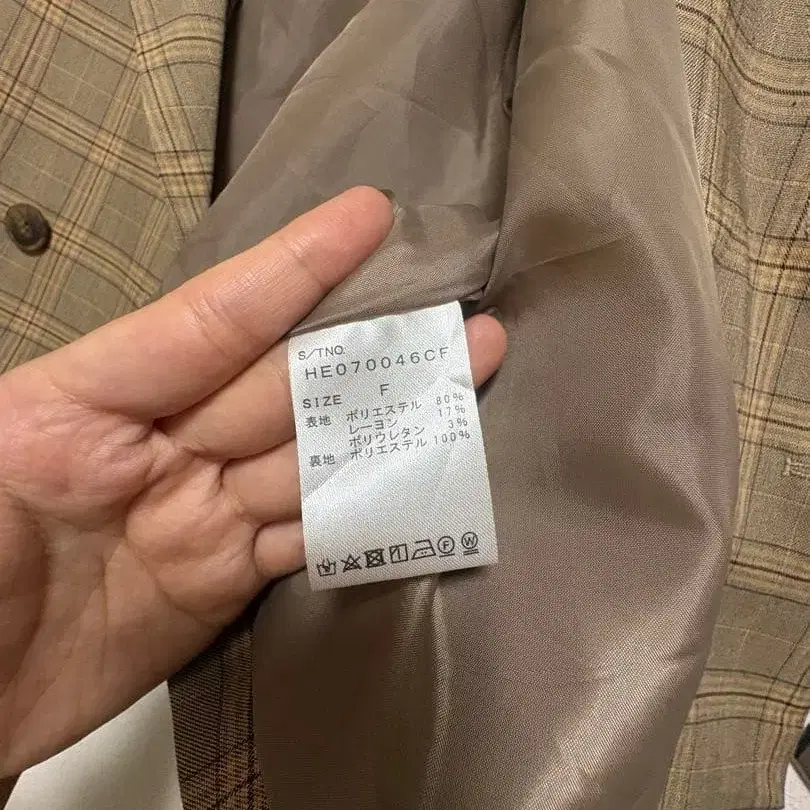 S/TNO.
HE070046CF
SIZE F
表地 ポリエステル 80%
レーヨン 17%
ポリウレタン 3%
裏地 ポリエステル 100%
F W